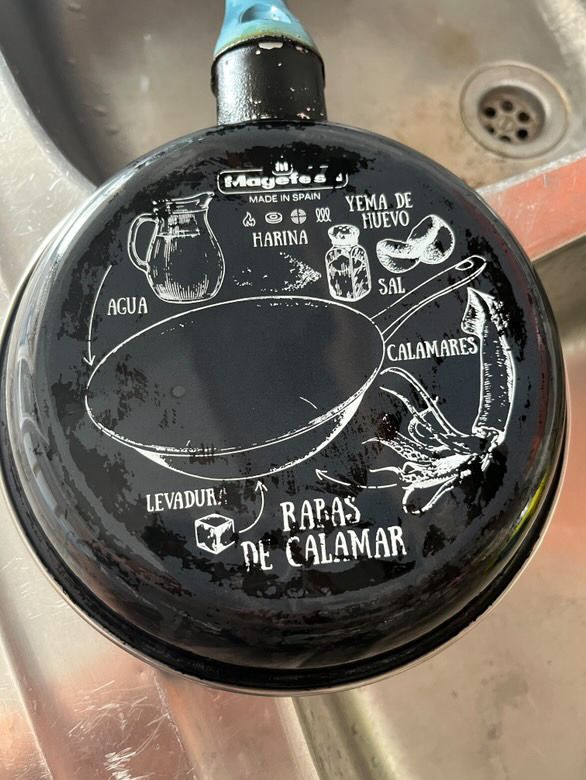 Magefesa
MADE IN SPAIN
YEMA DE
HUEVO
HARINA
SAL
AGUA
CALAMARES
LEVADURA
RABAS
DE CALAMAR